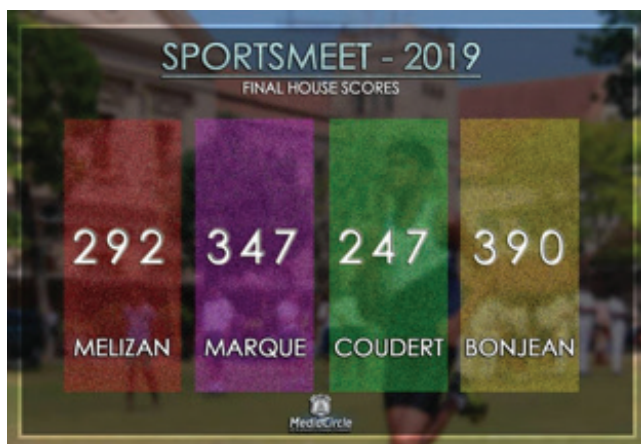 SPORTSMEET - 2019
FINAL HOUSE SCORES
292 347 247 390
MELIZAN MARQUE COUDERT BONJEAN
MediaCircle